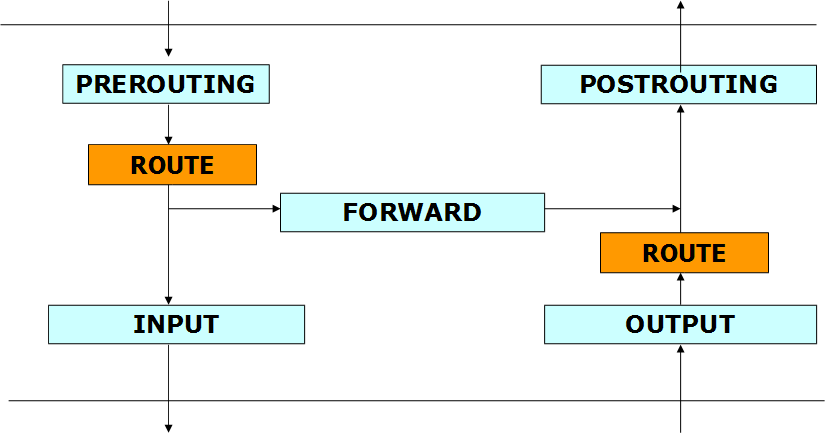 PREROUTING
POSTROUTING
ROUTE
FORWARD
ROUTE
INPUT
OUTPUT